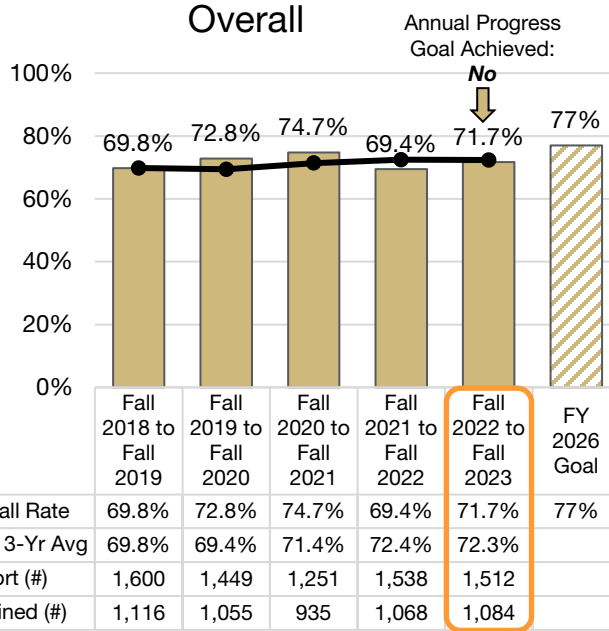 Overall
Annual Progress
Goal Achieved:
No
100%
80%
60%
40%
20%
0%
69.8%
72.8%
74.7%
69.4%
71.7%
77%
Fall 2018 to Fall 2019
Fall 2019 to Fall 2020
Fall 2020 to Fall 2021
Fall 2021 to Fall 2022
Fall 2022 to Fall 2023
FY 2026 Goal
all Rate 69.8% 72.8% 74.7% 69.4% 71.7% 77%
3-Yr Avg 69.8% 69.4% 71.4% 72.4% 72.3%
ort (#) 1,600 1,449 1,251 1,538 1,512
ined (#) 1,116 1,055 935 1,068 1,084